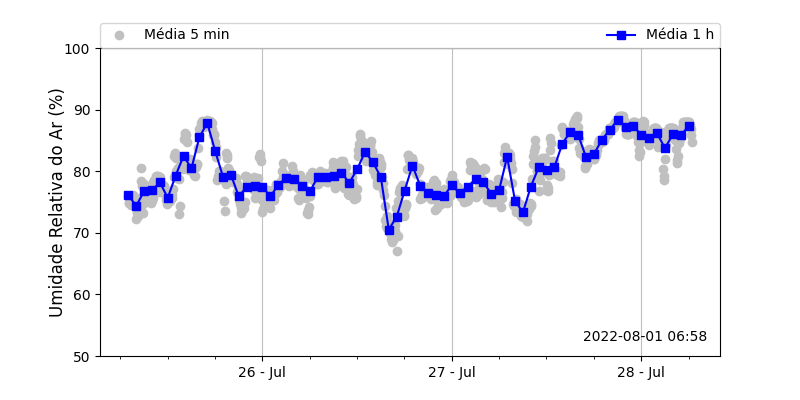 Média 5 min
Média 1 h
100
90
80
70
60
50
Umidade Relativa do Ar (%)
2022-08-01 06:58
26 - Jul
27 - Jul
28 - Jul